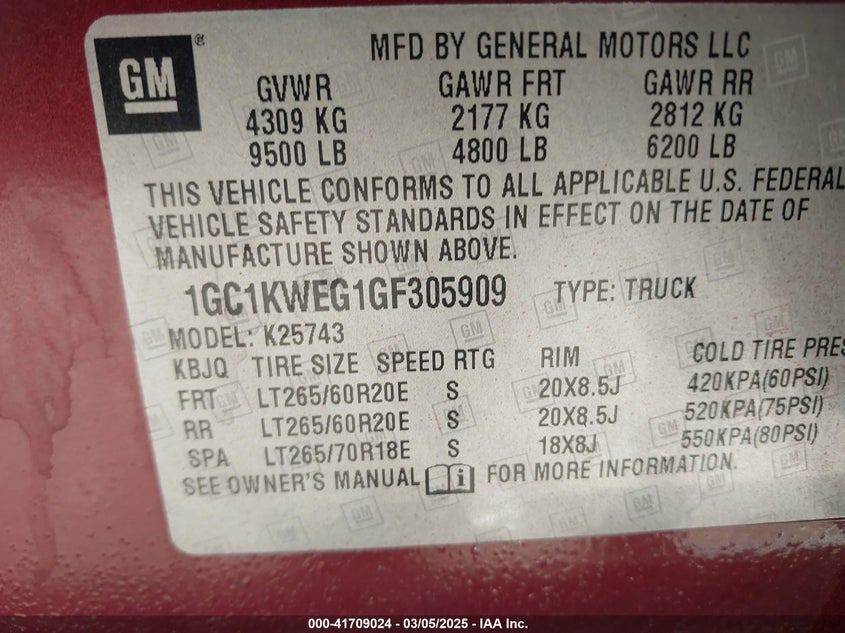 GM ®
MFD BY GENERAL MOTORS LLC
GVWR GAWR FRT GAWR RR
4309 KG 2177 KG 2812 KG
9500 LB 4800 LB 6200 LB
THIS VEHICLE CONFORMS TO ALL APPLICABLE U.S. FEDERAL
VEHICLE SAFETY STANDARDS IN EFFECT ON THE DATE OF
MANUFACTURE SHOWN ABOVE.
1GC1KWEG1GF305909 TYPE: TRUCK
MODEL: K25743
KBJQ TIRE SIZE SPEED RTG RIM COLD TIRE PRES
FRT LT265/60R20E S 20X8.5J 420KPA(60PSI)
RR LT265/60R20E S 20X8.5J 520KPA(75PSI)
SPA LT265/70R18E S 18X8J 550KPA(80PSI)
SEE OWNER'S MANUAL FOR MORE INFORMATION.
000-41709024 - 03/05/2025 - IAA Inc.